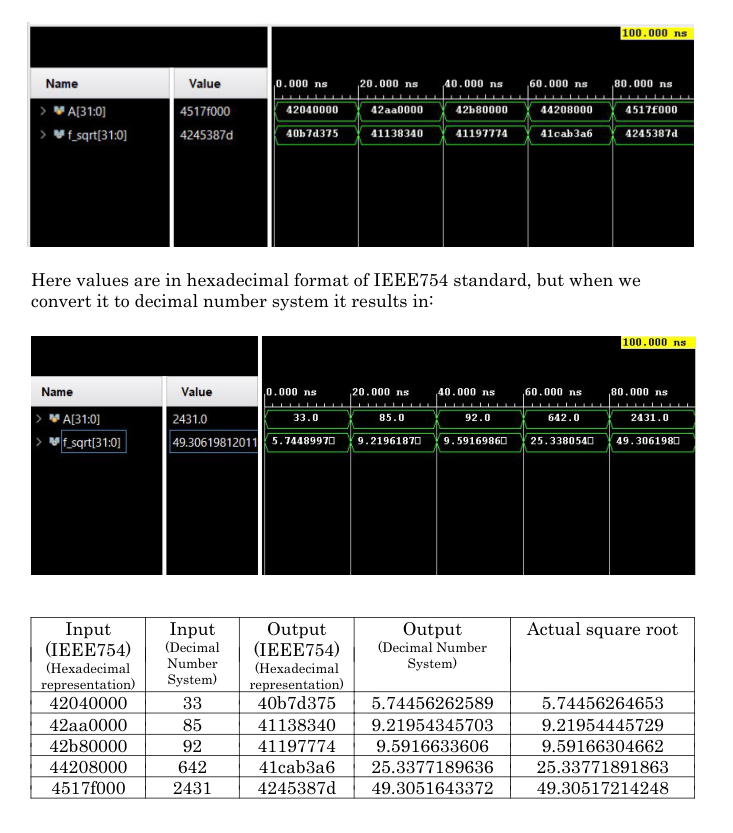 100.000 ns
Name Value 0.000 ns 20.000 ns 40.000 ns 60.000 ns 80.000 ns
A[31:0] 4517f000 42040000 42aa0000 42b80000 44208000 4517f000
f_sqrt[31:0] 4245387d 40b7d375 41138340 41197774 41cab3a6 4245387d
Here values are in hexadecimal format of IEEE754 standard, but when we
convert it to decimal number system it results in:
100.000 ns
Name Value 0.000 ns 20.000 ns 40.000 ns 60.000 ns 80.000 ns
A[31:0] 2431.0 33.0 85.0 92.0 642.0 2431.0
f_sqrt[31:0] 49.30619812011 5.7448997□ 9.2196187□ 9.5916986□ 25.338054□ 49.306198□
Input Input Output Output Actual square root
(IEEE754) (Decimal (IEEE754) (Decimal Number
(Hexadecimal Number (Hexadecimal System)
representation) System) representation)
42040000 33 40b7d375 5.74456262589 5.74456264653
42aa0000 85 41138340 9.21954345703 9.21954445729
42b80000 92 41197774 9.5916633606 9.59166304662
44208000 642 41cab3a6 25.3377189636 25.33771891863
4517f000 2431 4245387d 49.3051643372 49.30517214248